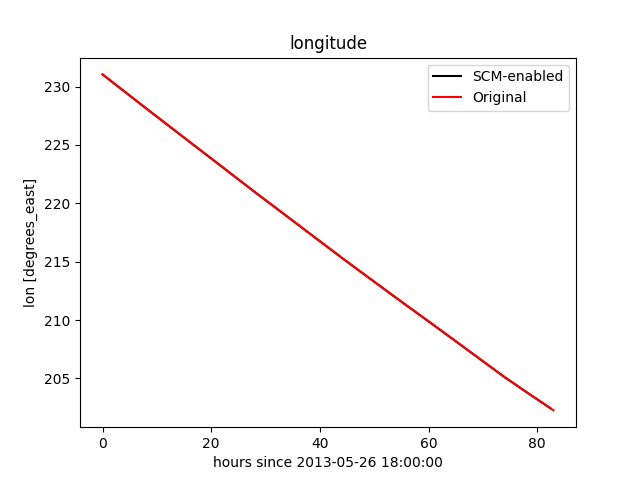 longitude
SCM-enabled
Original
lon [degrees_east]
230
225
220
215
210
205
0 20 40 60 80
hours since 2013-05-26 18:00:00